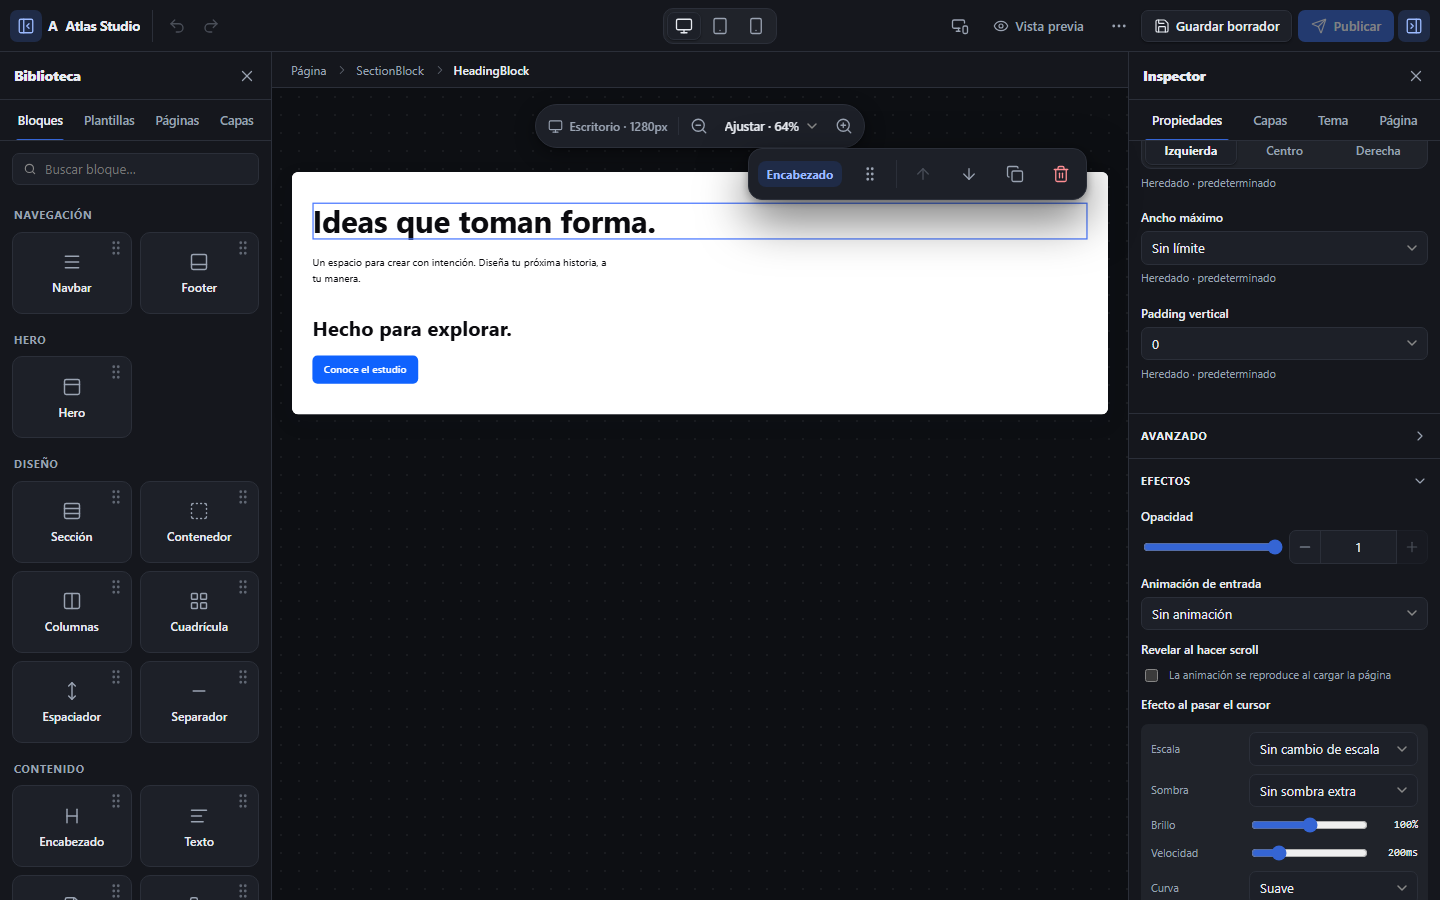 A Atlas Studio
Vista previa
Guardar borrador
Publicar
Biblioteca
Bloques
Plantillas
Páginas
Capas
Buscar bloque...
NAVEGACIÓN
Navbar
Footer
HERO
Hero
DISEÑO
Sección
Contenedor
Columnas
Cuadrícula
Espaciador
Separador
CONTENIDO
Encabezado
Texto
Página
SectionBlock
HeadingBlock
Escritorio · 1280px
Ajustar · 64%
Encabezado
Ideas que toman forma.
Un espacio para crear con intención. Diseña tu próxima historia, a
tu manera.
Hecho para explorar.
Conoce el estudio
Inspector
Propiedades
Capas
Tema
Página
Izquierda
Centro
Derecha
Heredado · predeterminado
Ancho máximo
Sin límite
Heredado · predeterminado
Padding vertical
0
Heredado · predeterminado
AVANZADO
EFECTOS
Opacidad
1
Animación de entrada
Sin animación
Revelar al hacer scroll
La animación se reproduce al cargar la página
Efecto al pasar el cursor
Escala
Sin cambio de escala
Sombra
Sin sombra extra
Brillo
100%
Velocidad
200ms
Curva
Suave